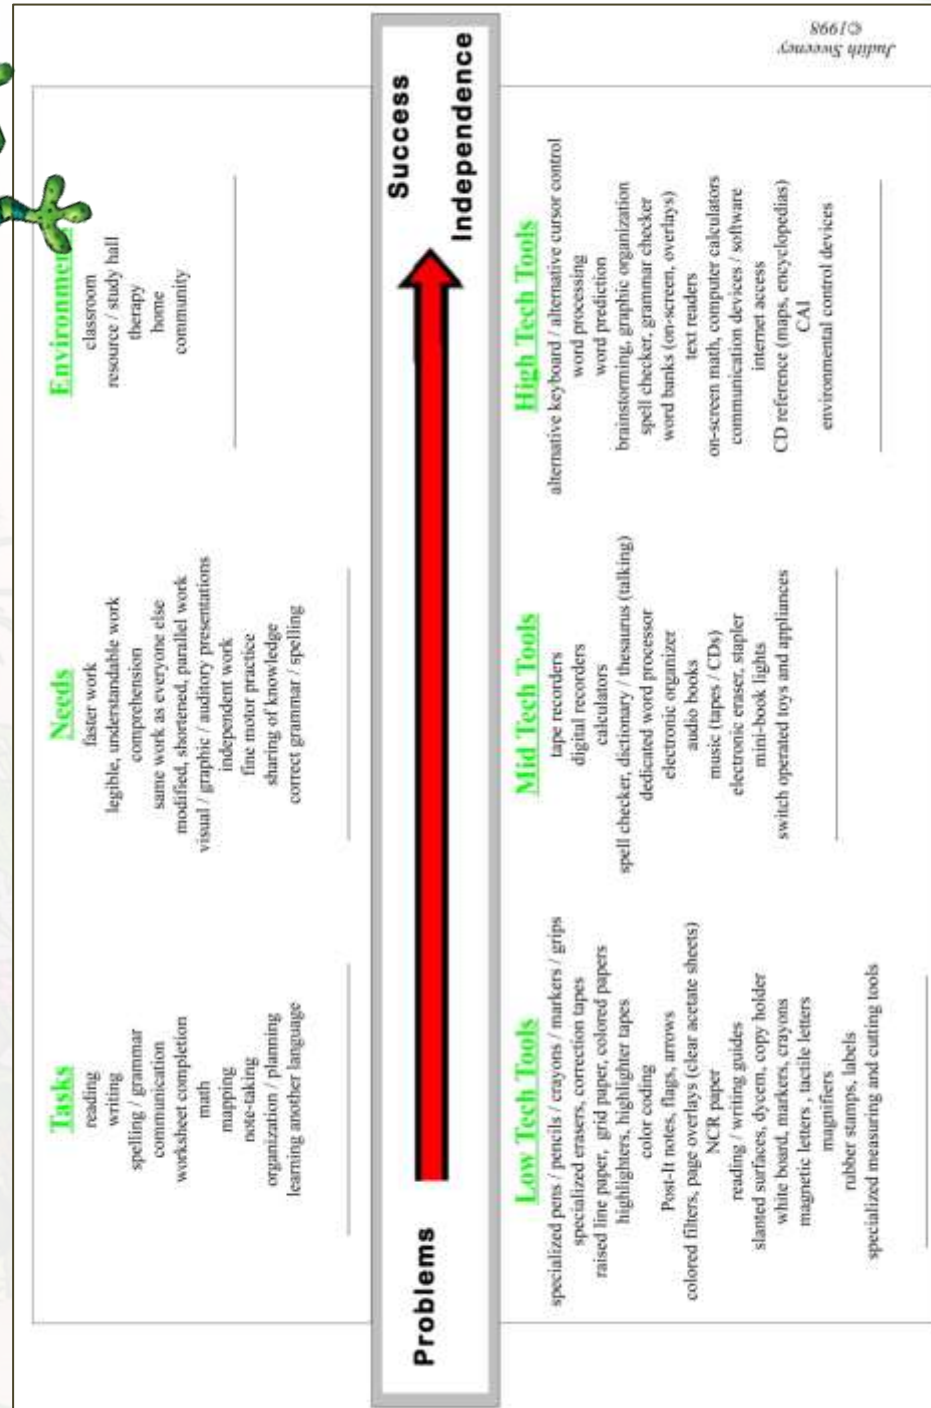 Tasks
reading
writing
spelling / grammar
communication
worksheet completion
math
mapping
note-taking
organization / planning
learning another language
Needs
faster work
legible, understandable work
comprehension
same work as everyone else
modified, shortened, parallel work
visual / graphic / auditory presentations
independent work
fine motor practice
sharing of knowledge
correct grammar / spelling
Environmen
classroom
resource / study hall
therapy
home
community
Problems
Success
Independence
Low Tech Tools
specialized pens / pencils / crayons / markers / grips
specialized erasers, correction tapes
raised line paper, grid paper, colored papers
highlighters, highlighter tapes
color coding
Post-It notes, flags, arrows
colored filters, page overlays (clear acetate sheets)
NCR paper
reading / writing guides
slanted surfaces, dycem, copy holder
white board, markers, crayons
magnetic letters , tactile letters
magnifiers
rubber stamps, labels
specialized measuring and cutting tools
Mid Tech Tools
tape recorders
digital recorders
calculators
spell checker, dictionary / thesaurus (talking)
dedicated word processor
electronic organizer
audio books
music (tapes / CDs)
electronic eraser, stapler
mini-book lights
switch operated toys and appliances
High Tech Tools
alternative keyboard / alternative cursor control
word processing
word prediction
brainstorming, graphic organization
spell checker, grammar checker
word banks (on-screen, overlays)
text readers
on-screen math, computer calculators
communication devices / software
internet access
CD reference (maps, encyclopedias)
CAI
environmental control devices
Judith Sweeney
©1998